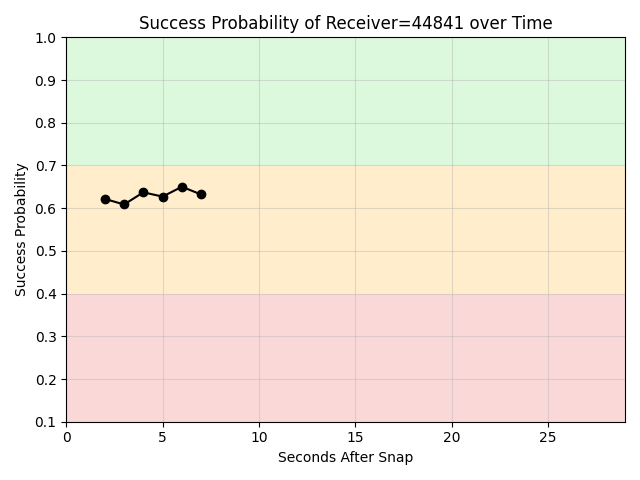 Success Probability of Receiver=44841 over Time
1.0
0.9
0.8
0.7
0.6
0.5
0.4
0.3
0.2
0.1
Success Probability
0 5 10 15 20 25
Seconds After Snap